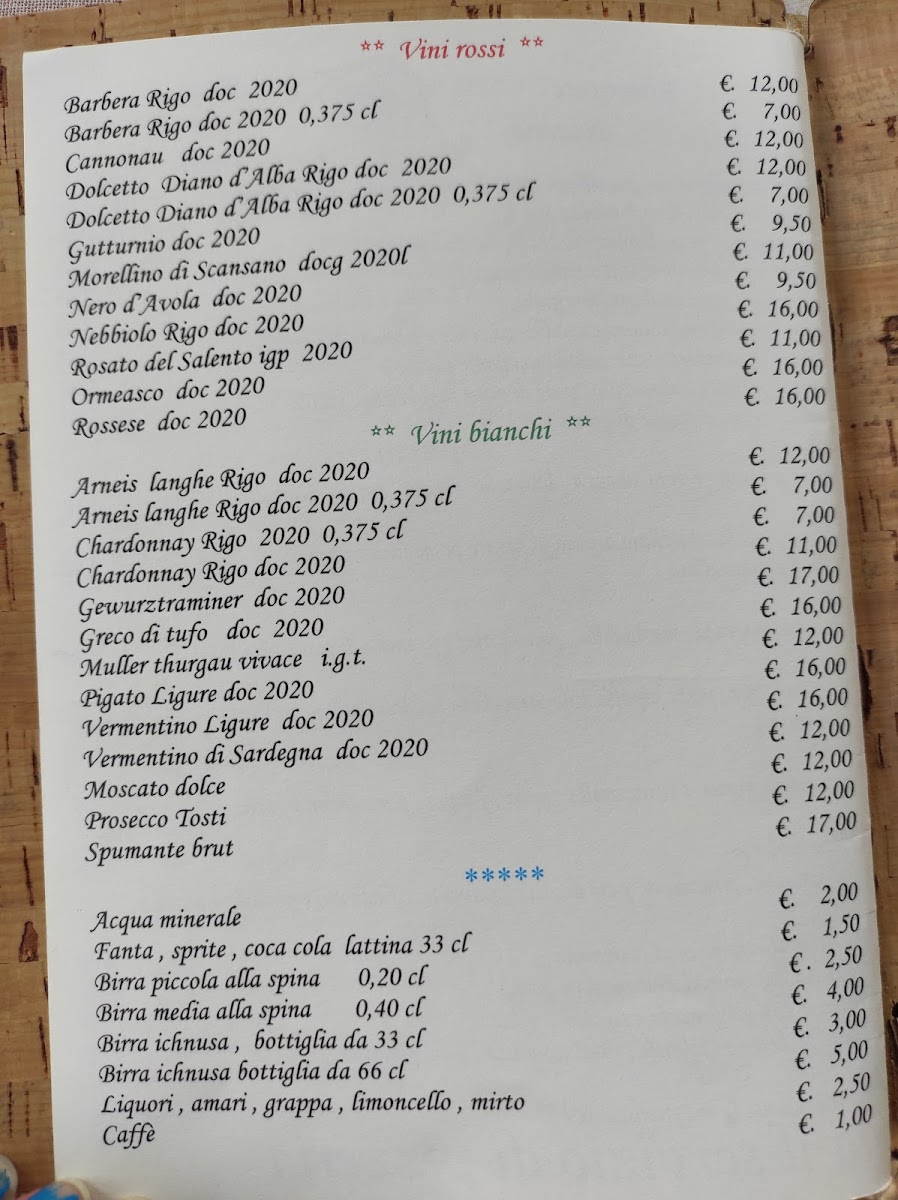 ** Vini rossi **
Barbera Rigo doc 2020 €. 12,00
Barbera Rigo doc 2020 0,375 cl €. 7,00
Cannonau doc 2020 €. 12,00
Dolcetto Diano d'Alba Rigo doc 2020 €. 12,00
Dolcetto Diano d'Alba Rigo doc 2020 0,375 cl €. 7,00
Gutturnio doc 2020 €. 9,50
Morellino di Scansano docg 2020l €. 11,00
Nero d'Avola doc 2020 €. 9,50
Nebbiolo Rigo doc 2020 €. 16,00
Rosato del Salento igp 2020 €. 11,00
Ormeasco doc 2020 €. 16,00
Rossese doc 2020 €. 16,00
** Vini bianchi **
Arneis langhe Rigo doc 2020 €. 12,00
Arneis langhe Rigo doc 2020 0,375 cl €. 7,00
Chardonnay Rigo 2020 0,375 cl €. 7,00
Chardonnay Rigo doc 2020 €. 11,00
Gewurztraminer doc 2020 €. 17,00
Greco di tufo doc 2020 €. 16,00
Muller thurgau vivace i.g.t. €. 12,00
Pigato Ligure doc 2020 €. 16,00
Vermentino Ligure doc 2020 €. 16,00
Vermentino di Sardegna doc 2020 €. 12,00
Moscato dolce €. 12,00
Prosecco Tosti €. 12,00
Spumante brut €. 17,00
*****
Acqua minerale €. 2,00
Fanta , sprite , coca cola lattina 33 cl €. 1,50
Birra piccola alla spina 0,20 cl €. 2,50
Birra media alla spina 0,40 cl €. 4,00
Birra ichnusa , bottiglia da 33 cl €. 3,00
Birra ichnusa bottiglia da 66 cl €. 5,00
Liquori , amari , grappa , limoncello , mirto €. 2,50
Caffè €. 1,00